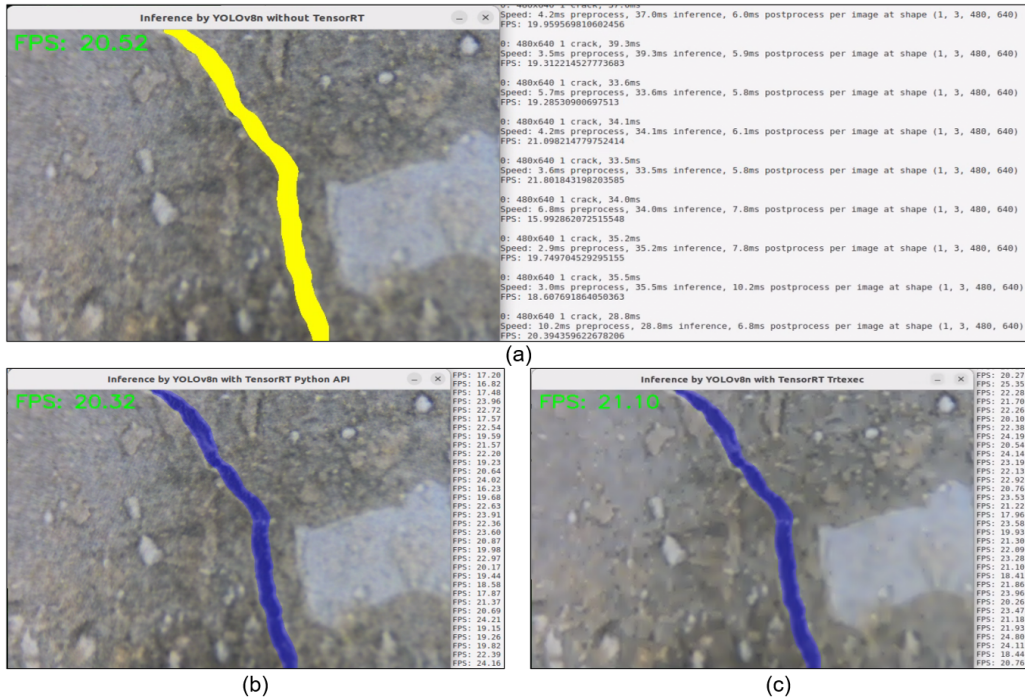 Inference by YOLOv8n without TensorRT
FPS: 20.52
Speed: 4.2ms preprocess, 37.0ms inference, 6.0ms postprocess per image at shape (1, 3, 480, 640)
FPS: 19.959569810602456
0: 480x640 1 crack, 39.3ms
Speed: 3.5ms preprocess, 39.3ms inference, 5.9ms postprocess per image at shape (1, 3, 480, 640)
FPS: 19.312214527773683
0: 480x640 1 crack, 33.6ms
Speed: 5.7ms preprocess, 33.6ms inference, 5.8ms postprocess per image at shape (1, 3, 480, 640)
FPS: 19.28530900697513
0: 480x640 1 crack, 34.1ms
Speed: 4.2ms preprocess, 34.1ms inference, 6.1ms postprocess per image at shape (1, 3, 480, 640)
FPS: 21.098214779752414
0: 480x640 1 crack, 33.5ms
Speed: 3.6ms preprocess, 33.5ms inference, 5.8ms postprocess per image at shape (1, 3, 480, 640)
FPS: 21.801843198203585
0: 480x640 1 crack, 34.0ms
Speed: 6.8ms preprocess, 34.0ms inference, 7.8ms postprocess per image at shape (1, 3, 480, 640)
FPS: 15.992862072515548
0: 480x640 1 crack, 35.2ms
Speed: 2.9ms preprocess, 35.2ms inference, 7.8ms postprocess per image at shape (1, 3, 480, 640)
FPS: 19.749704529295155
0: 480x640 1 crack, 35.5ms
Speed: 3.0ms preprocess, 35.5ms inference, 10.2ms postprocess per image at shape (1, 3, 480, 640)
FPS: 18.607691864050363
0: 480x640 1 crack, 28.8ms
Speed: 10.2ms preprocess, 28.8ms inference, 6.8ms postprocess per image at shape (1, 3, 480, 640)
FPS: 20.394359622678206
(a)
Inference by YOLOv8n with TensorRT Python API
FPS: 20.32
FPS: 17.20
FPS: 16.82
FPS: 17.48
FPS: 23.96
FPS: 22.72
FPS: 17.57
FPS: 22.54
FPS: 19.59
FPS: 21.57
FPS: 22.20
FPS: 19.23
FPS: 20.64
FPS: 24.02
FPS: 16.23
FPS: 19.68
FPS: 22.63
FPS: 23.91
FPS: 22.36
FPS: 23.60
FPS: 20.87
FPS: 19.98
FPS: 22.97
FPS: 20.17
FPS: 19.44
FPS: 18.58
FPS: 17.87
FPS: 21.37
FPS: 20.69
FPS: 24.21
FPS: 19.15
FPS: 19.26
FPS: 19.82
FPS: 22.39
FPS: 24.16
(b)
Inference by YOLOv8n with TensorRT Trtexec
FPS: 21.10
FPS: 20.27
FPS: 25.35
FPS: 22.28
FPS: 21.70
FPS: 22.26
FPS: 20.10
FPS: 22.38
FPS: 24.19
FPS: 20.54
FPS: 24.14
FPS: 23.19
FPS: 22.13
FPS: 22.92
FPS: 20.76
FPS: 23.53
FPS: 21.22
FPS: 17.96
FPS: 23.58
FPS: 19.93
FPS: 21.30
FPS: 22.09
FPS: 23.28
FPS: 21.10
FPS: 18.41
FPS: 21.86
FPS: 23.96
FPS: 20.26
FPS: 23.47
FPS: 21.18
FPS: 21.93
FPS: 24.80
FPS: 24.11
FPS: 18.44
FPS: 20.76
(c)